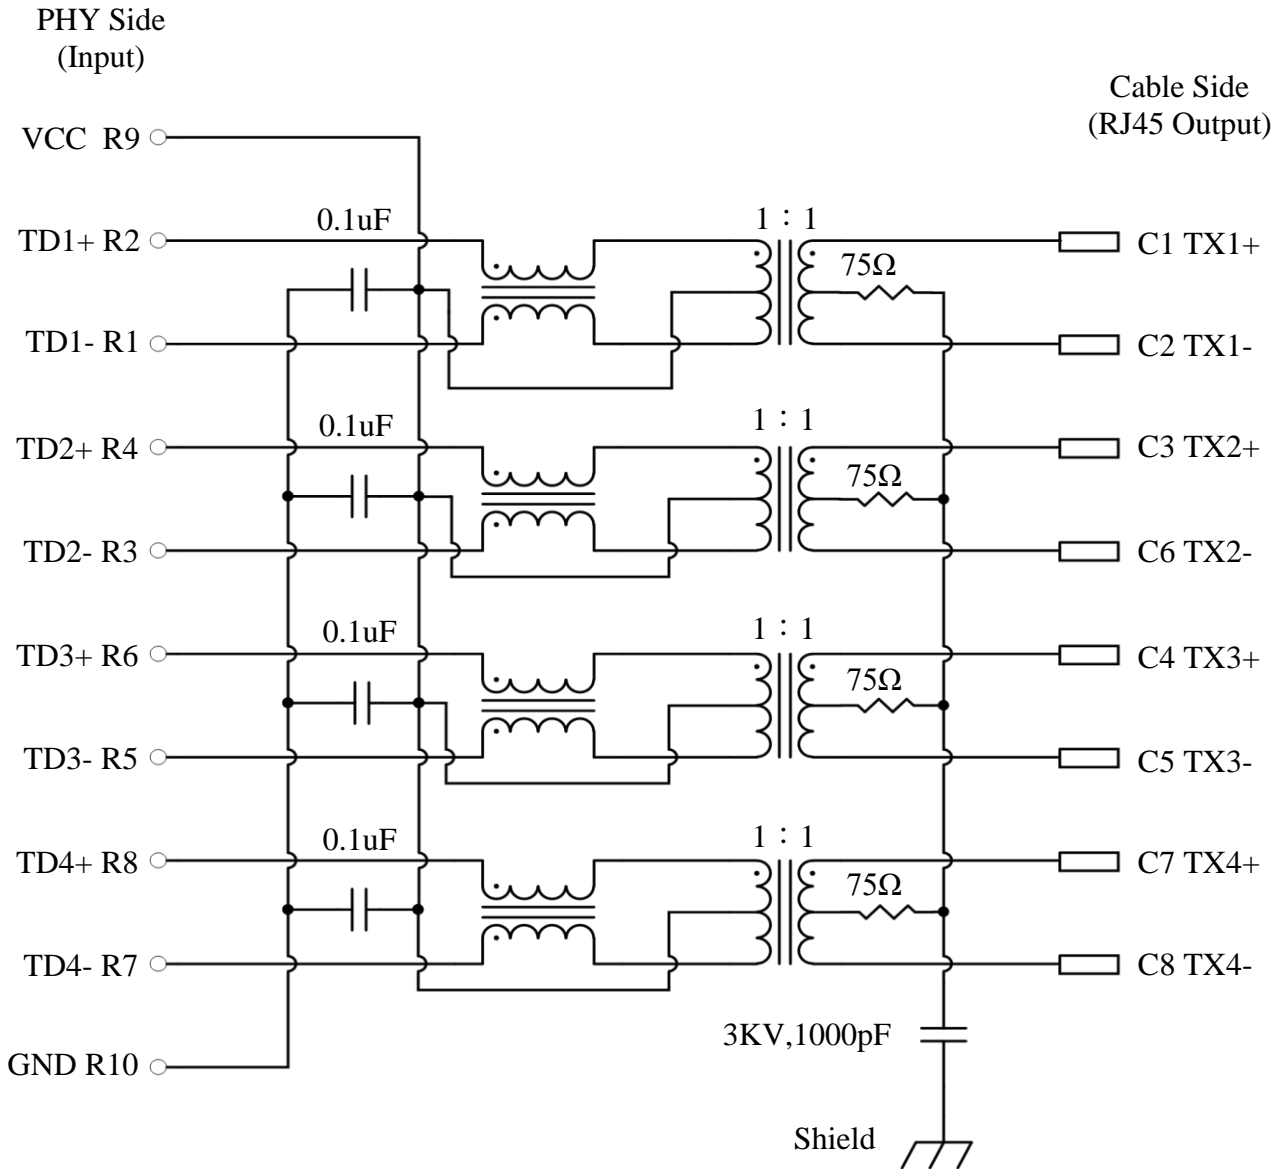 PHY Side
(Input)
Cable Side
(RJ45 Output)
VCC R9
0.1uF
1 : 1
TD1+ R2
C1 TX1+
75Ω
TD1- R1
C2 TX1-
0.1uF
1 : 1
TD2+ R4
C3 TX2+
75Ω
TD2- R3
C6 TX2-
0.1uF
1 : 1
TD3+ R6
C4 TX3+
75Ω
TD3- R5
C5 TX3-
0.1uF
1 : 1
TD4+ R8
C7 TX4+
75Ω
TD4- R7
C8 TX4-
3KV,1000pF
GND R10
Shield